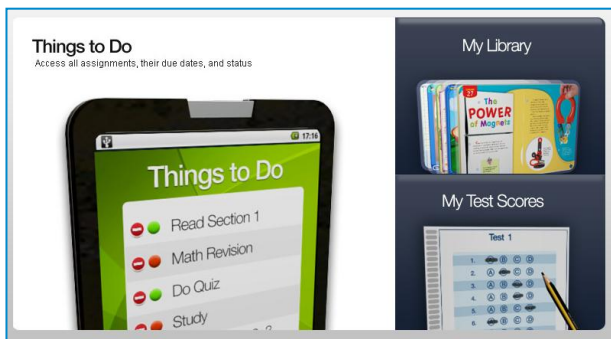 Things to Do
Access all assignments, their due dates, and status
17:16
Things to Do
Read Section 1
Math Revision
Do Quiz
Study
My Library
27
The
POWER
of Magnets
My Test Scores
Test 1
1. B C D
2. A C D
3. A B D
4. A B D
5. A B C
6. B C D